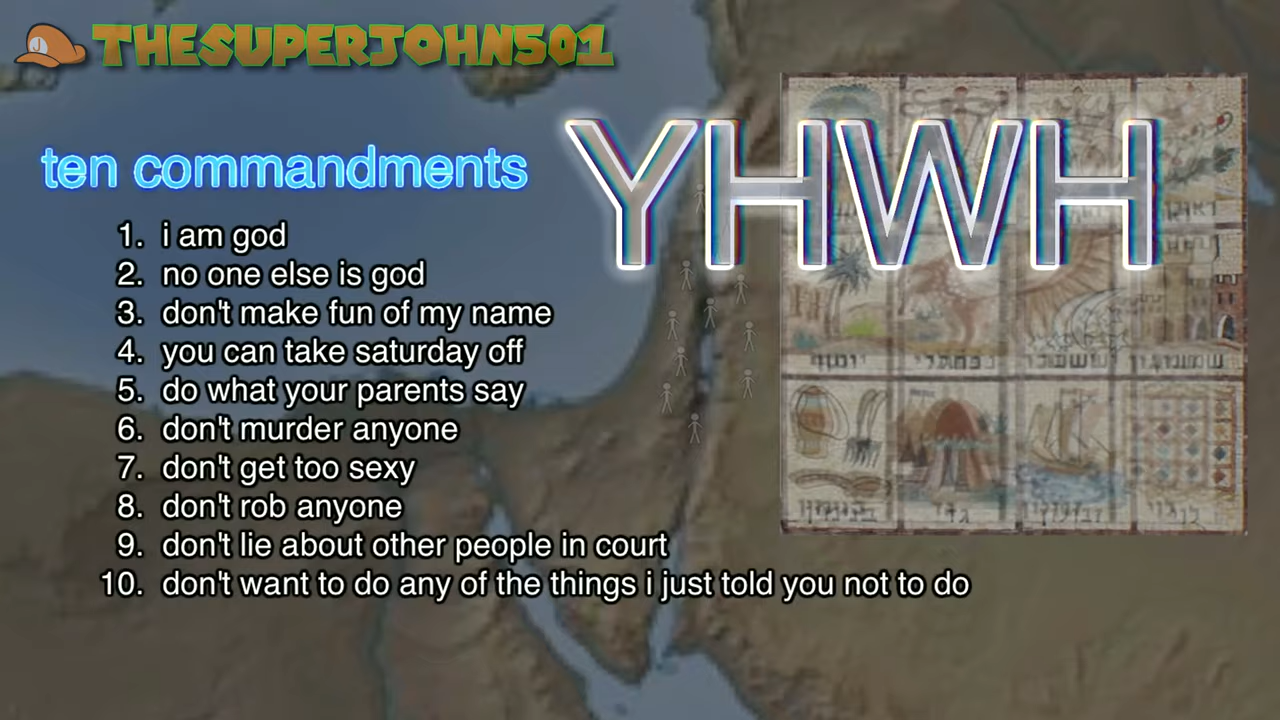 THESUPERJOHN501
YHWH
ten commandments
1. i am god
2. no one else is god
3. don't make fun of my name
4. you can take saturday off
5. do what your parents say
6. don't murder anyone
7. don't get too sexy
8. don't rob anyone
9. don't lie about other people in court
10. don't want to do any of the things i just told you not to do